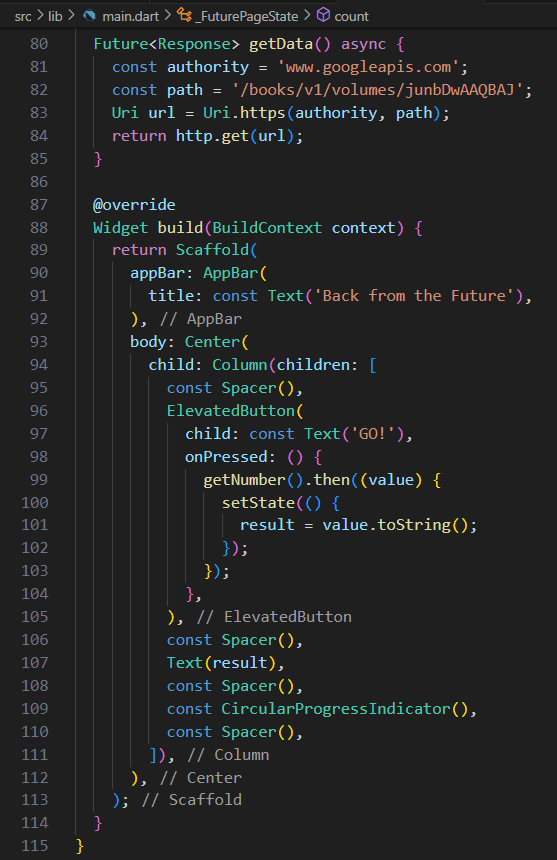 src > lib > main.dart > _FuturePageState > count
80 Future<Response> getData() async {
81 const authority = 'www.googleapis.com';
82 const path = '/books/v1/volumes/junbDwAAQBAJ';
83 Uri url = Uri.https(authority, path);
84 return http.get(url);
85 }
86
87 @override
88 Widget build(BuildContext context) {
89 return Scaffold(
90 appBar: AppBar(
91 title: const Text('Back from the Future'),
92 ), // AppBar
93 body: Center(
94 child: Column(children: [
95 const Spacer(),
96 ElevatedButton(
97 child: const Text('GO!'),
98 onPressed: () {
99 getNumber().then((value) {
100 setState(() {
101 result = value.toString();
102 });
103 });
104 },
105 ), // ElevatedButton
106 const Spacer(),
107 Text(result),
108 const Spacer(),
109 const CircularProgressIndicator(),
110 const Spacer(),
111 ]), // Column
112 ), // Center
113 ); // Scaffold
114 }
115 }